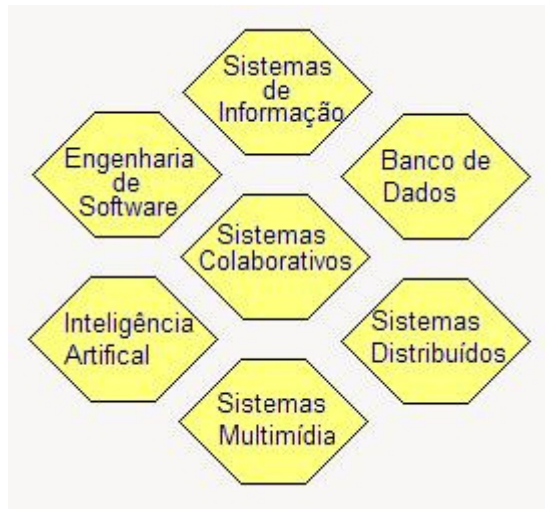 Sistemas
de
Informação
Engenharia
de
Software
Banco de
Dados
Sistemas
Colaborativos
Inteligência
Artifical
Sistemas
Distribuídos
Sistemas
Multimídia